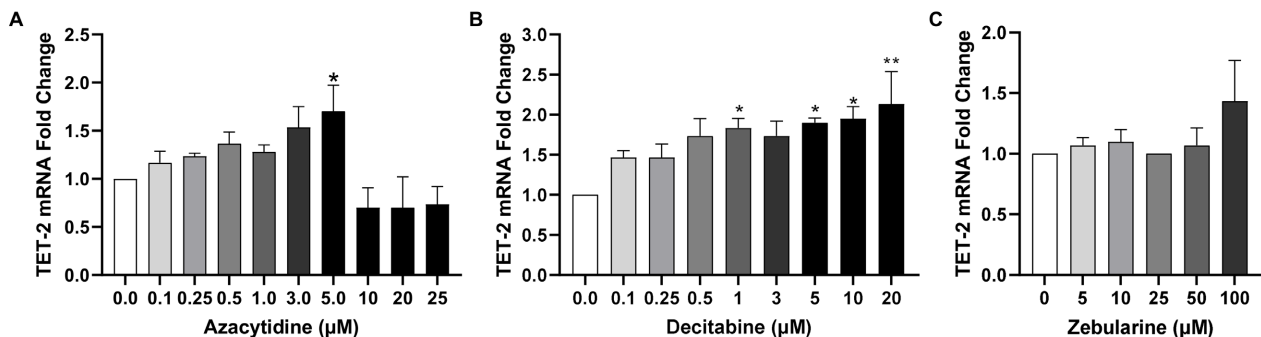 A
TET-2 mRNA Fold Change
2.5
2.0
1.5
1.0
0.5
0.0
*
0.0 0.1 0.25 0.5 1.0 3.0 5.0 10 20 25
Azacytidine (μM)
B
TET-2 mRNA Fold Change
3.0
2.5
2.0
1.5
1.0
0.5
0.0
* * * **
0.0 0.1 0.25 0.5 1 3 5 10 20
Decitabine (μM)
C
TET-2 mRNA Fold Change
2.0
1.5
1.0
0.5
0.0
0 5 10 25 50 100
Zebularine (μM)